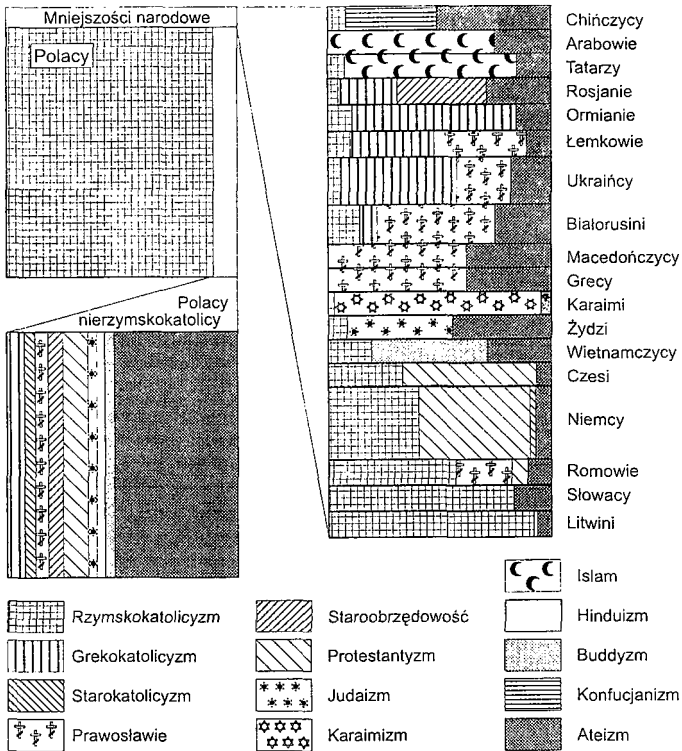 Mniejszości narodowe
Polacy
Polacy
nierzymskokatolicy
Chińczycy
Arabowie
Tatarzy
Rosjanie
Ormianie
Łemkowie
Ukraińcy
Białorusini
Macedończycy
Grecy
Karaimi
Żydzi
Wietnamczycy
Czesi
Niemcy
Romowie
Słowacy
Litwini
Rzymskokatolicyzm
Grekokatolicyzm
Starokatolicyzm
Prawosławie
Staroobrzędowość
Protestantyzm
Judaizm
Karaimizm
Islam
Hinduizm
Buddyzm
Konfucjanizm
Ateizm